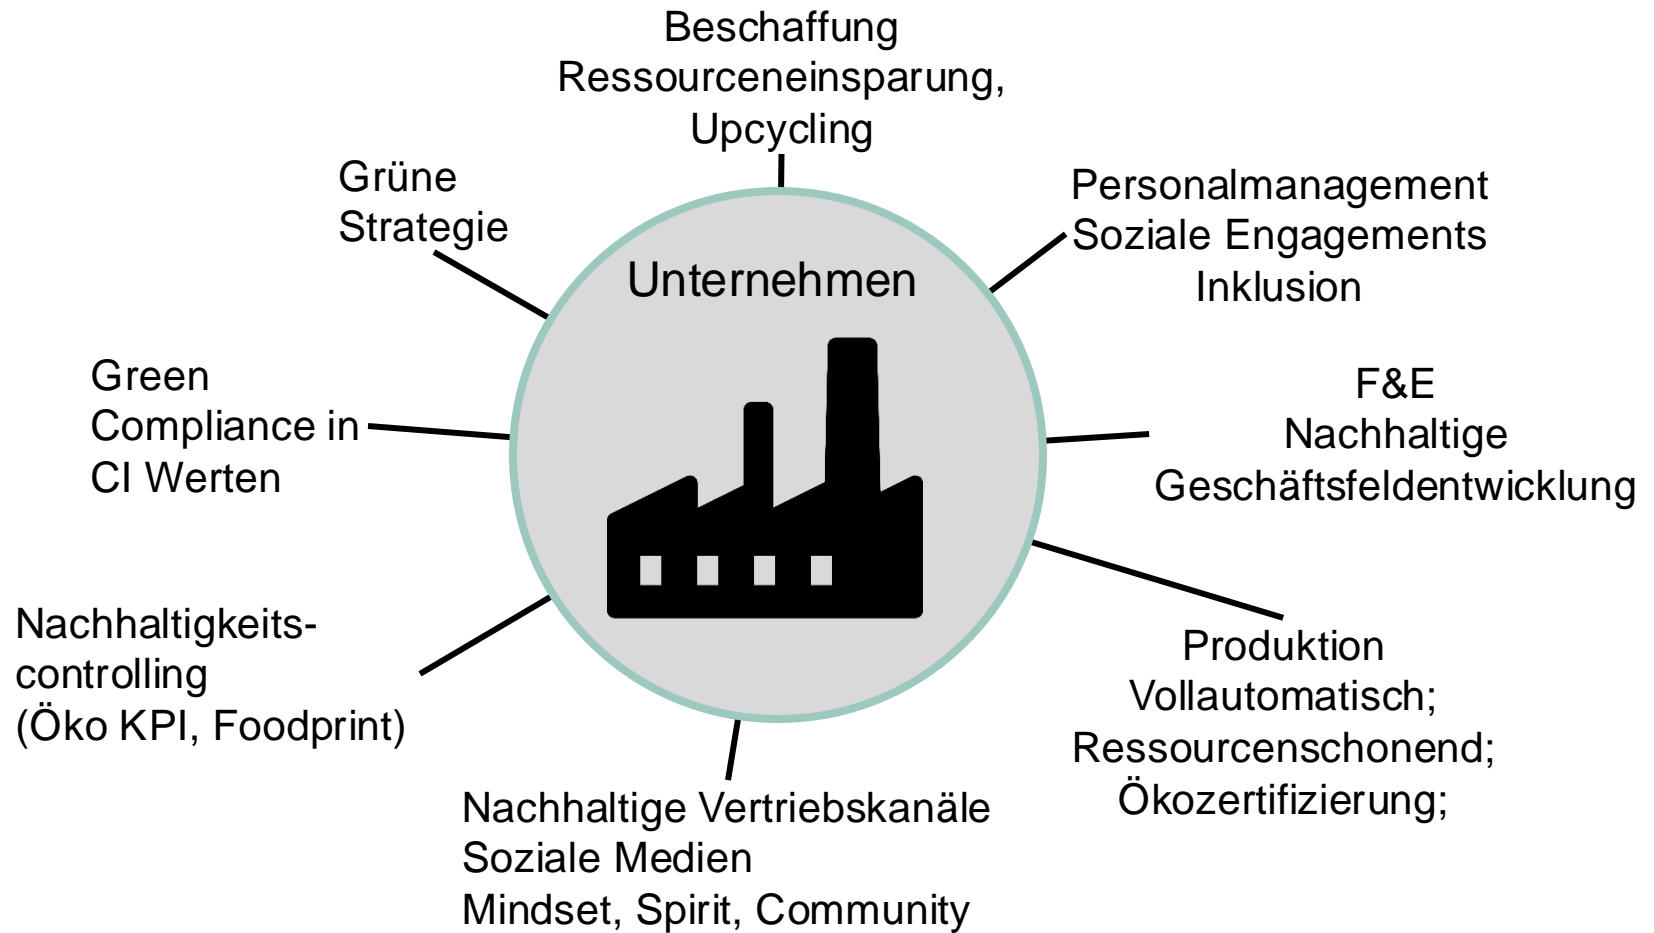 Beschaffung
Ressourceneinsparung,
Upcycling
Grüne
Strategie
Personalmanagement
Soziale Engagements
Inklusion
Unternehmen
Green
Compliance in
CI Werten
F&E
Nachhaltige
Geschäftsfeldentwicklung
Nachhaltigkeits-
controlling
(Öko KPI, Foodprint)
Produktion
Vollautomatisch;
Ressourcenschonend;
Ökozertifizierung;
Nachhaltige Vertriebskanäle
Soziale Medien
Mindset, Spirit, Community